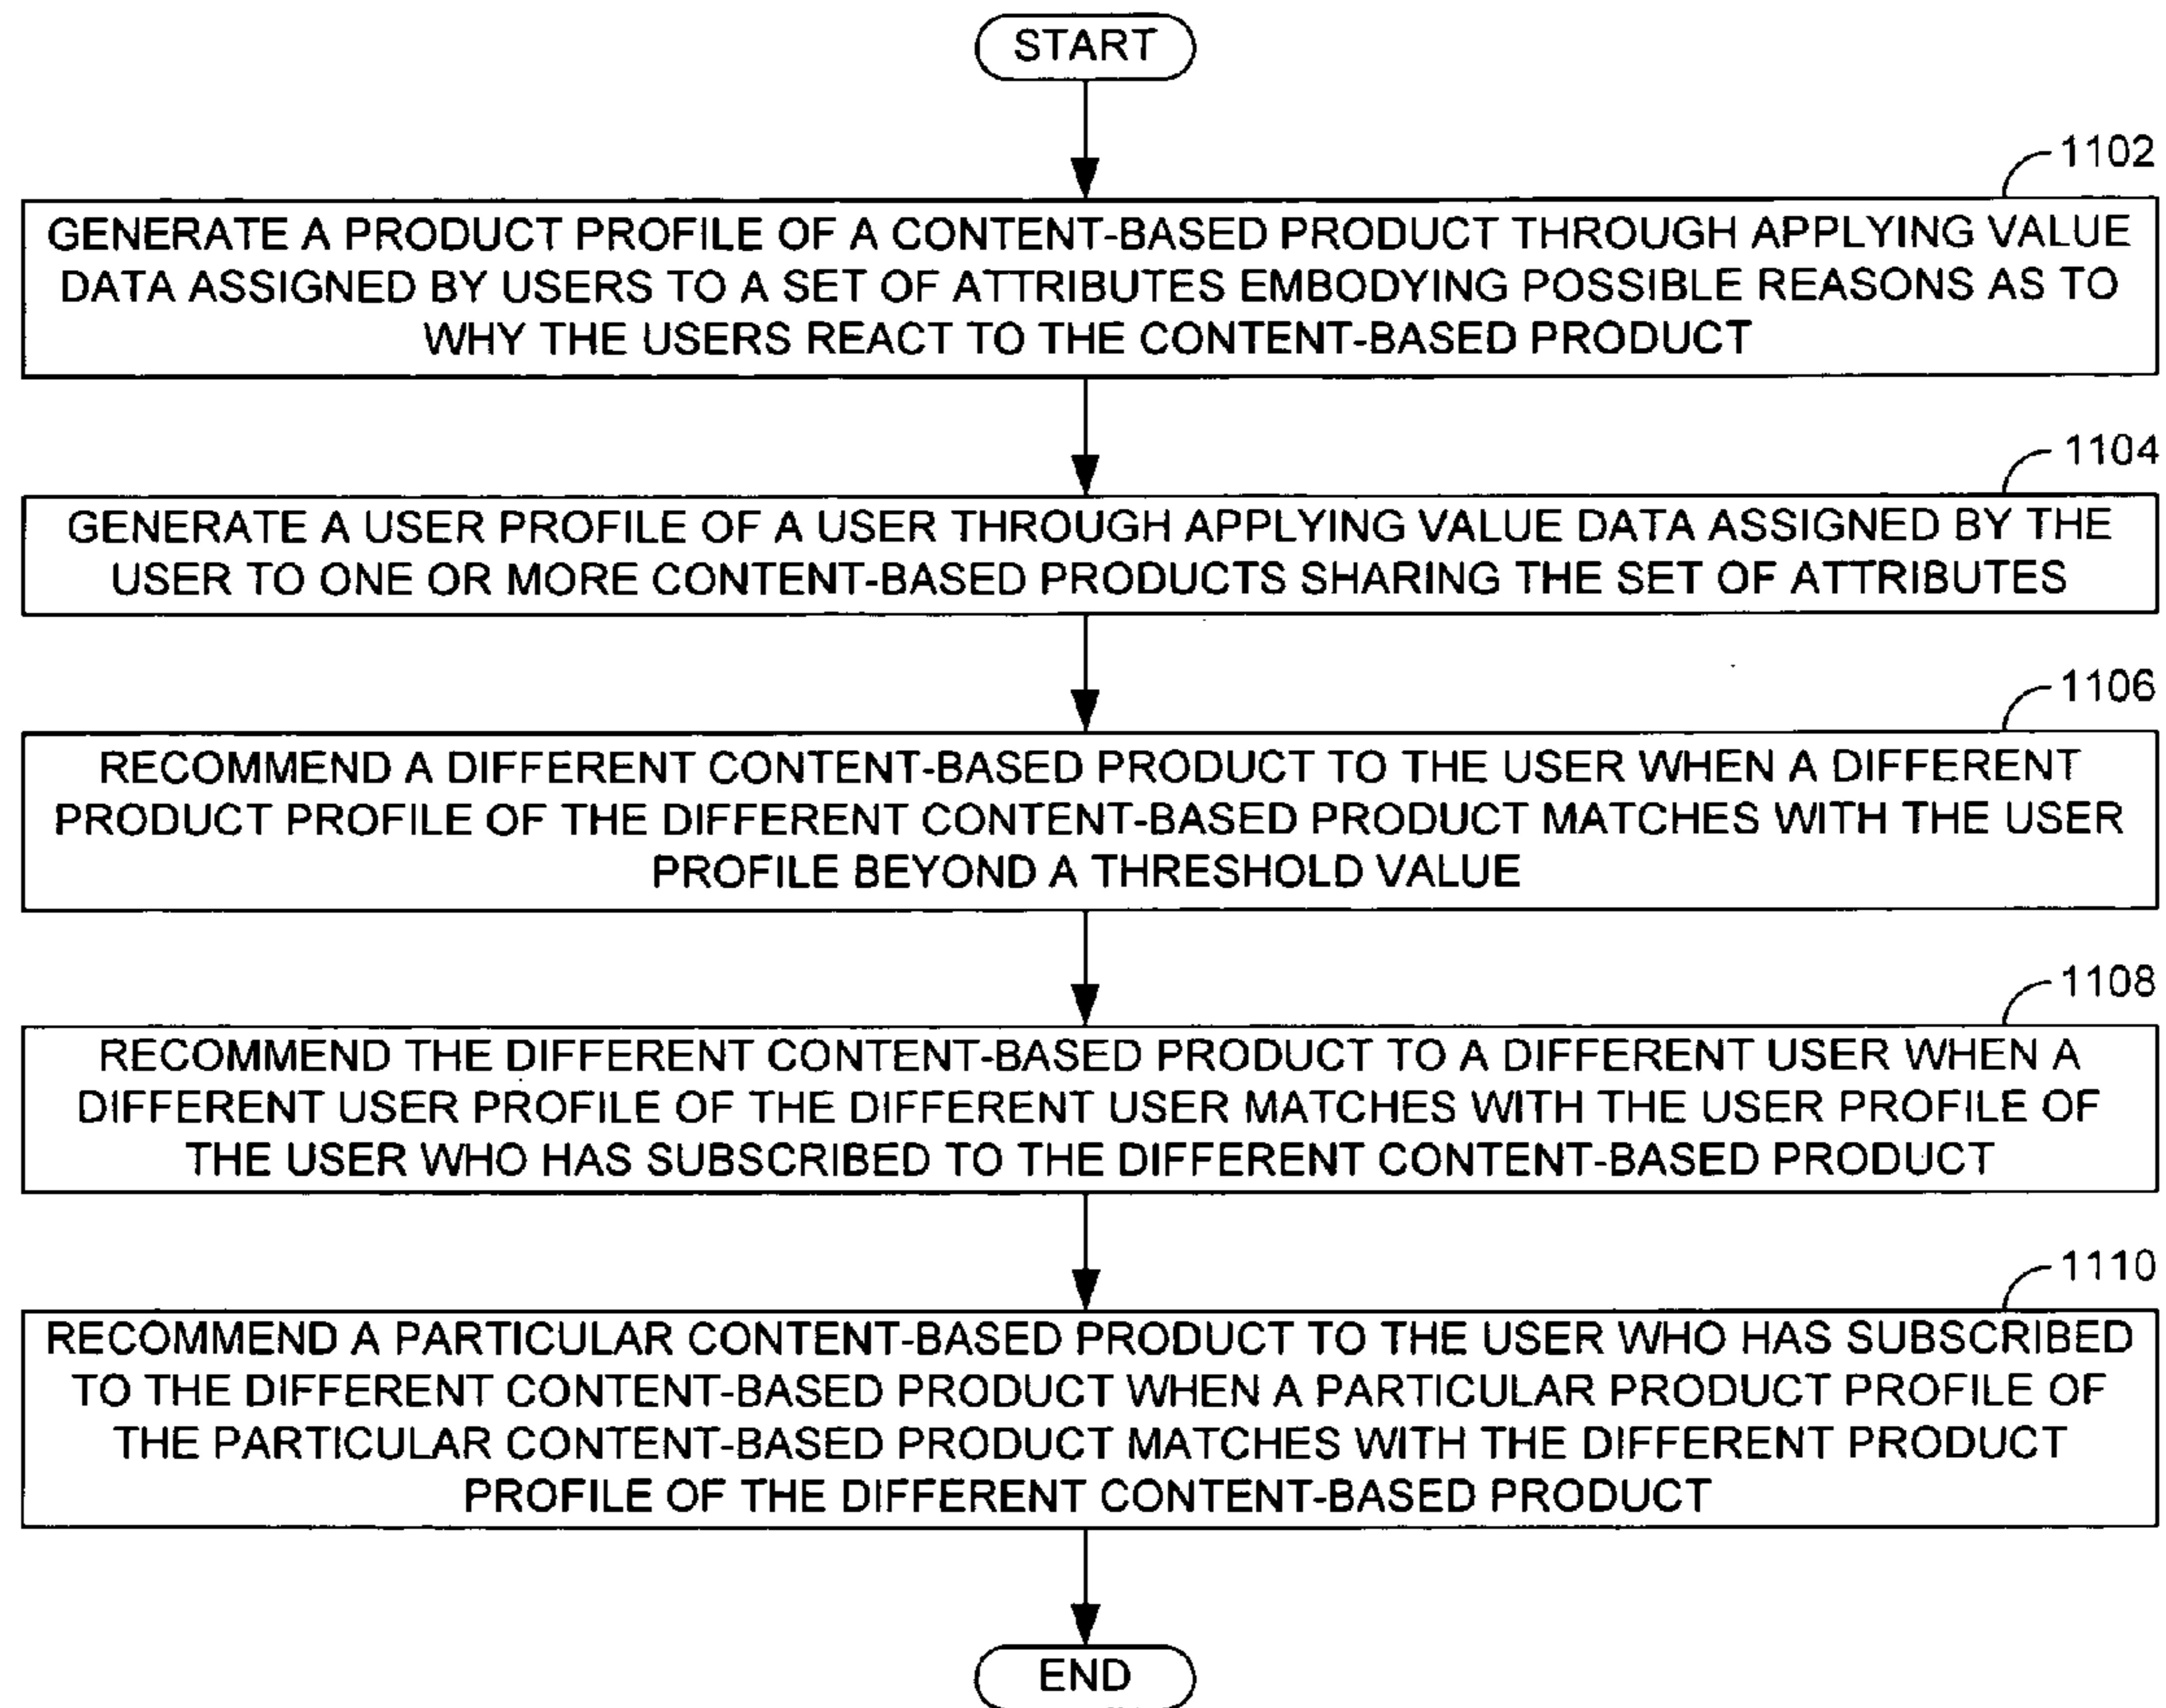 START
1102
GENERATE A PRODUCT PROFILE OF A CONTENT-BASED PRODUCT THROUGH APPLYING VALUE
DATA ASSIGNED BY USERS TO A SET OF ATTRIBUTES EMBODYING POSSIBLE REASONS AS TO
WHY THE USERS REACT TO THE CONTENT-BASED PRODUCT
1104
GENERATE A USER PROFILE OF A USER THROUGH APPLYING VALUE DATA ASSIGNED BY THE
USER TO ONE OR MORE CONTENT-BASED PRODUCTS SHARING THE SET OF ATTRIBUTES
1106
RECOMMEND A DIFFERENT CONTENT-BASED PRODUCT TO THE USER WHEN A DIFFERENT
PRODUCT PROFILE OF THE DIFFERENT CONTENT-BASED PRODUCT MATCHES WITH THE USER
PROFILE BEYOND A THRESHOLD VALUE
1108
RECOMMEND THE DIFFERENT CONTENT-BASED PRODUCT TO A DIFFERENT USER WHEN A
DIFFERENT USER PROFILE OF THE DIFFERENT USER MATCHES WITH THE USER PROFILE OF
THE USER WHO HAS SUBSCRIBED TO THE DIFFERENT CONTENT-BASED PRODUCT
1110
RECOMMEND A PARTICULAR CONTENT-BASED PRODUCT TO THE USER WHO HAS SUBSCRIBED
TO THE DIFFERENT CONTENT-BASED PRODUCT WHEN A PARTICULAR PRODUCT PROFILE OF
THE PARTICULAR CONTENT-BASED PRODUCT MATCHES WITH THE DIFFERENT PRODUCT
PROFILE OF THE DIFFERENT CONTENT-BASED PRODUCT
END